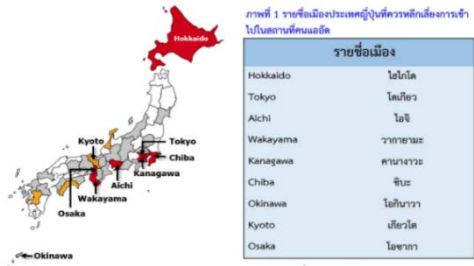 ภาพที่ 1 รายชื่อเมืองประเทศญี่ปุ่นที่ควรหลีกเลี่ยงการเข้า
ไปในสถานที่คนแออัด
รายชื่อเมือง
Hokkaido ไฮไกโด
Tokyo โตเกียว
Aichi ไอจิ
Wakayama วากายามะ
Kanagawa คานางาวะ
Chiba ชิบะ
Okinawa โอกินาวา
Kyoto เกียวโต
Osaka โอซากา
Hokkaido
Kyoto
Tokyo
Chiba
Kanagawa
Aichi
Wakayama
Osaka
Okinawa